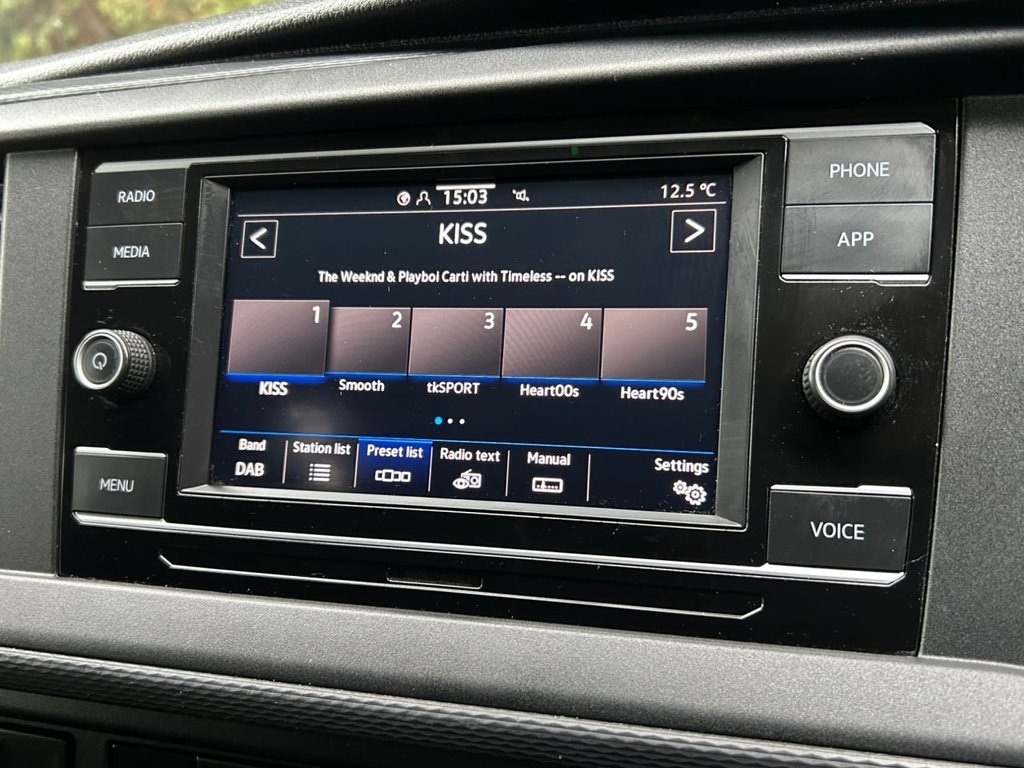 RADIO
MEDIA
MENU
15:03
12.5 °C
<
KISS
>
The Weeknd & Playboi Carti with Timeless -- on KISS
1
2
3
4
5
KISS
Smooth
tkSPORT
Heart00s
Heart90s
Band
DAB
Station list
Preset list
Radio text
Manual
Settings
PHONE
APP
VOICE